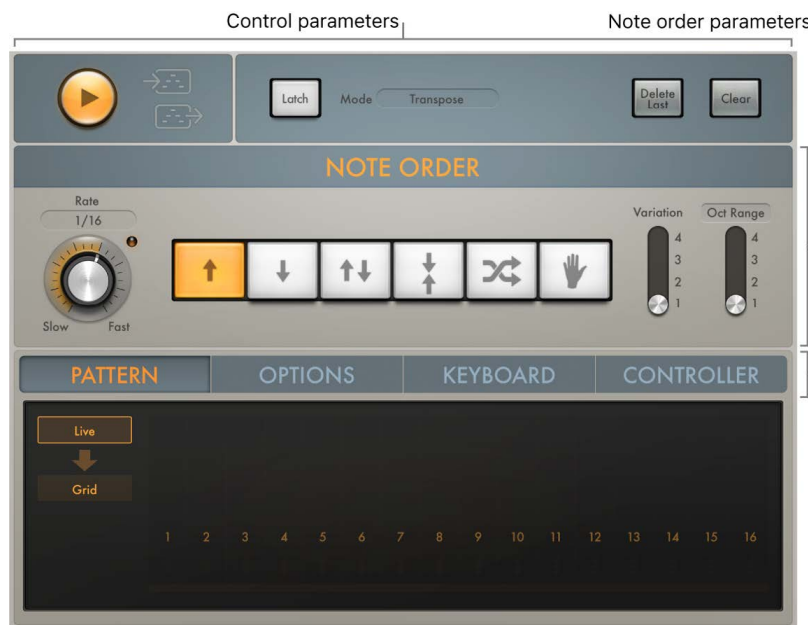 Control parameters
Note order parameters
Latch
Mode
Transpose
Delete
Last
Clear
NOTE ORDER
Rate
1/16
Slow
Fast
Variation
4
3
2
1
Oct Range
4
3
2
1
PATTERN
OPTIONS
KEYBOARD
CONTROLLER
Live
Grid
1 2 3 4 5 6 7 8 9 10 11 12 13 14 15 16